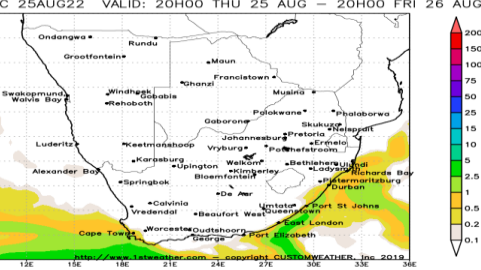 C 25AUG22 VALID: 20H00 THU 25 AUG – 20H00 FRI 26 AUG
Ondangwa
Rundu
Grootfontein
Maun
Francistown
Ghanzi
Windhoek
Gobabis
Swakopmund
Walvis Bay
Rehoboth
Musina
Polokwane
Phalaborwa
Gaborone
Skukuza
Nelspruit
Pretoria
Johannesburg
Ermelo
Luderitz
Keetmanshoop
Vryburg
Potchefstroom
Karasburg
Welkom
Bethlehem
Ulundi
Upington
Kimberley
Ladysmith
Alexander Bay
Bloemfontein
Richards Bay
Springbok
Pietermaritzburg
Durban
De Aar
Calvinia
Umtata
Port St Johns
Vredendal
Beaufort West
Queenstown
East London
Worcester
Oudtshoorn
Cape Town
George
Port Elizabeth
http://www.1stweather.com – copyright CUSTOMWEATHER, Inc 2019
12E 15E 18E 21E 24E 27E 30E 33E 36E
200
150
100
75
50
25
15
10
5
2.5
1
0.5
0.2
0.1